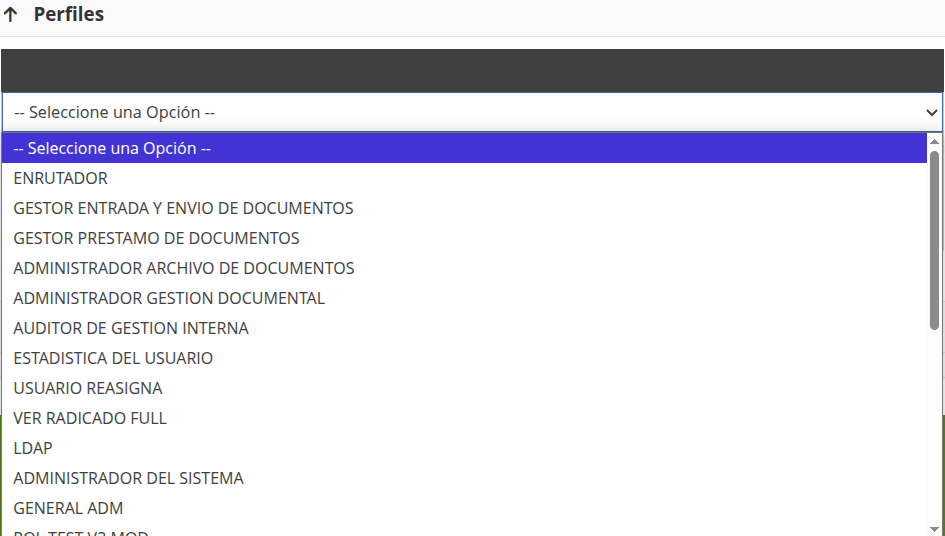 Perfiles
-- Seleccione una Opción --
-- Seleccione una Opción --
ENRUTADOR
GESTOR ENTRADA Y ENVIO DE DOCUMENTOS
GESTOR PRESTAMO DE DOCUMENTOS
ADMINISTRADOR ARCHIVO DE DOCUMENTOS
ADMINISTRADOR GESTION DOCUMENTAL
AUDITOR DE GESTION INTERNA
ESTADISTICA DEL USUARIO
USUARIO REASIGNA
VER RADICADO FULL
LDAP
ADMINISTRADOR DEL SISTEMA
GENERAL ADM